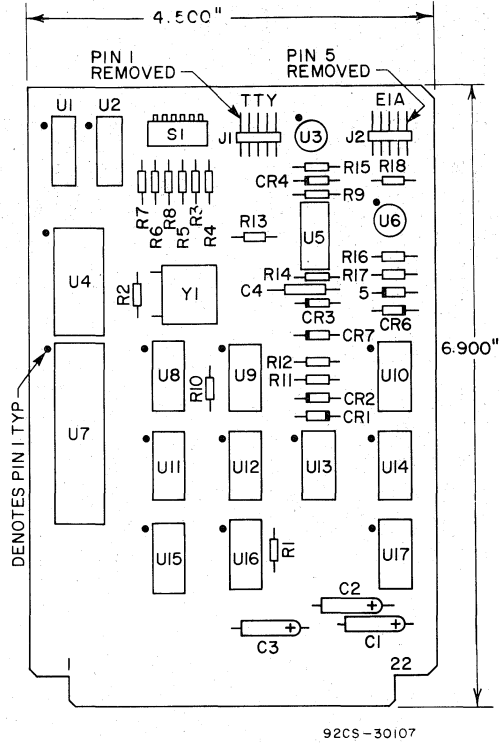 4.500"
PIN 1
REMOVED
PIN 5
REMOVED
TTY
EIA
U1
U2
S1
J1
U3
J2
R15
R18
CR4
R9
R7
R6
R8
R5
R3
R4
R13
U5
U6
U4
R2
Y1
R14
C4
CR3
R16
R17
5
CR6
CR7
6.900"
R12
R11
CR2
CR1
U8
R10
U9
U10
U7
DENOTES PIN 1 TYP
U11
U12
U13
U14
U15
U16
R1
U17
C2
+
C3
+
C1
+
1
22
92CS-30107